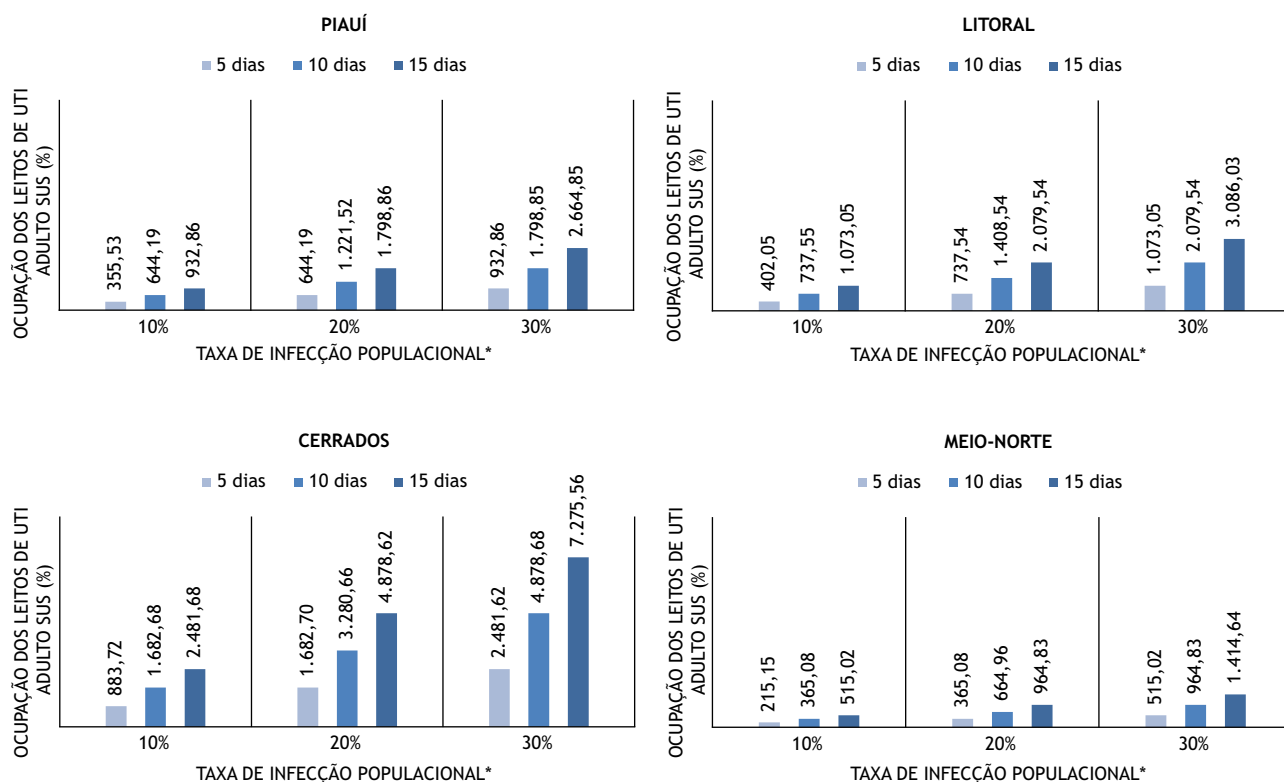 PIAUÍ
5 dias 10 dias 15 dias
OCUPAÇÃO DOS LEITOS DE UTI
ADULTO SUS (%)
355,53 644,19 932,86
644,19 1.221,52 1.798,86
932,86 1.798,85 2.664,85
10% 20% 30%
TAXA DE INFECÇÃO POPULACIONAL*
LITORAL
5 dias 10 dias 15 dias
OCUPAÇÃO DOS LEITOS DE UTI
ADULTO SUS (%)
402,05 737,55 1.073,05
737,54 1.408,54 2.079,54
1.073,05 2.079,54 3.086,03
10% 20% 30%
TAXA DE INFECÇÃO POPULACIONAL*
CERRADOS
5 dias 10 dias 15 dias
OCUPAÇÃO DOS LEITOS DE UTI
ADULTO SUS (%)
883,72 1.682,68 2.481,68
1.682,70 3.280,66 4.878,62
2.481,62 4.878,68 7.275,56
10% 20% 30%
TAXA DE INFECÇÃO POPULACIONAL*
MEIO-NORTE
5 dias 10 dias 15 dias
OCUPAÇÃO DOS LEITOS DE UTI
ADULTO SUS (%)
215,15 365,08 515,02
365,08 664,96 964,83
515,02 964,83 1.414,64
10% 20% 30%
TAXA DE INFECÇÃO POPULACIONAL*